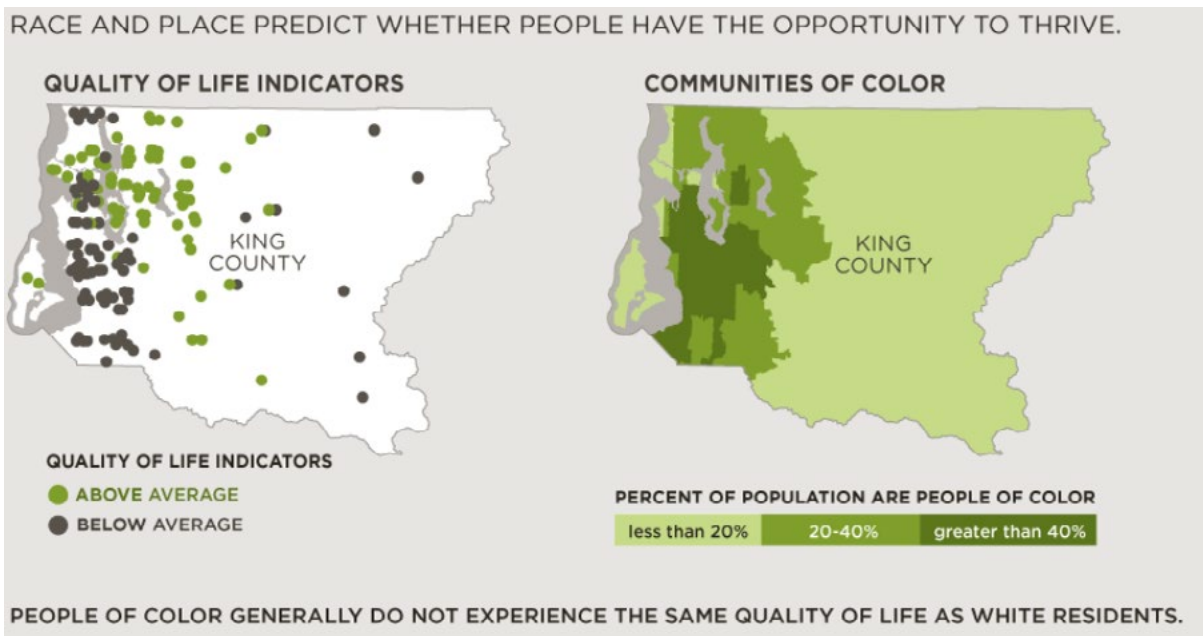 RACE AND PLACE PREDICT WHETHER PEOPLE HAVE THE OPPORTUNITY TO THRIVE.
QUALITY OF LIFE INDICATORS
KING
COUNTY
QUALITY OF LIFE INDICATORS
ABOVE AVERAGE
BELOW AVERAGE
COMMUNITIES OF COLOR
KING
COUNTY
PERCENT OF POPULATION ARE PEOPLE OF COLOR
less than 20% 20-40% greater than 40%
PEOPLE OF COLOR GENERALLY DO NOT EXPERIENCE THE SAME QUALITY OF LIFE AS WHITE RESIDENTS.